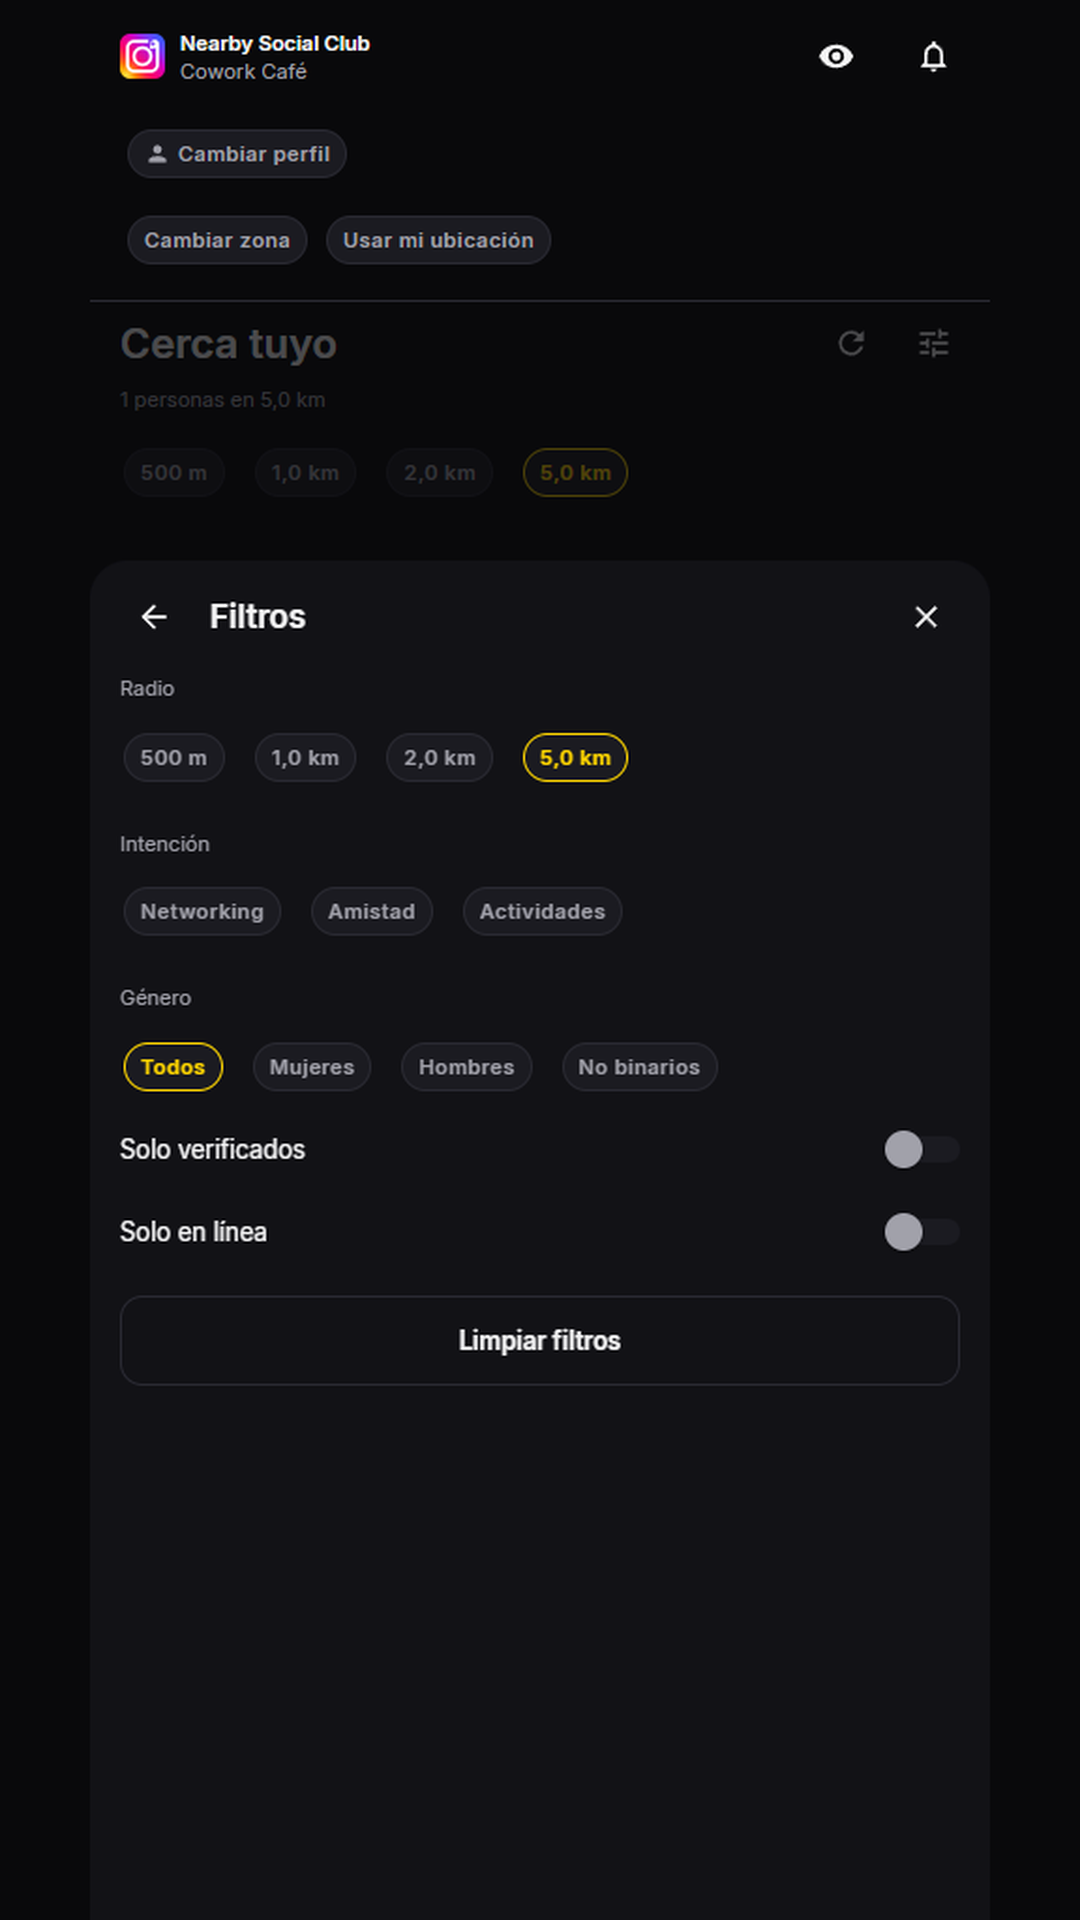 Nearby Social Club
Cowork Café
Cambiar perfil
Cambiar zona
Usar mi ubicación
Cerca tuyo
1 personas en 5,0 km
500 m
1,0 km
2,0 km
5,0 km
Filtros
Radio
500 m
1,0 km
2,0 km
5,0 km
Intención
Networking
Amistad
Actividades
Género
Todos
Mujeres
Hombres
No binarios
Solo verificados
Solo en línea
Limpiar filtros